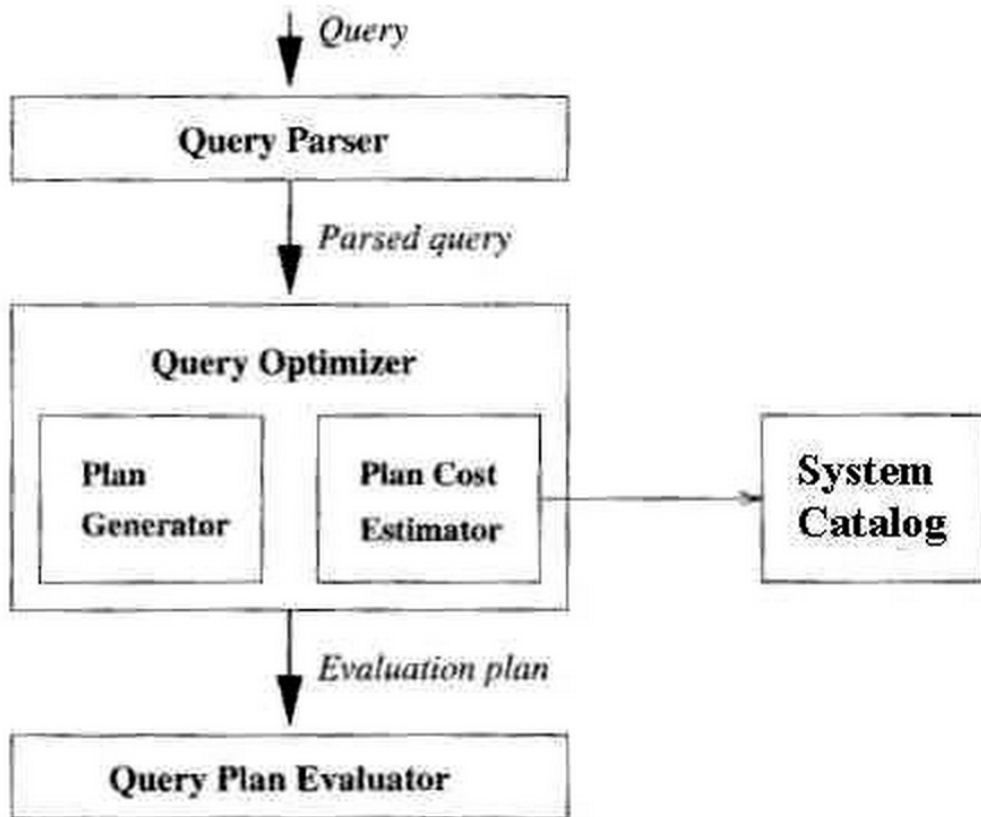 Query
Query Parser
Parsed query
Query Optimizer
Plan
Generator
Plan Cost
Estimator
System
Catalog
Evaluation plan
Query Plan Evaluator